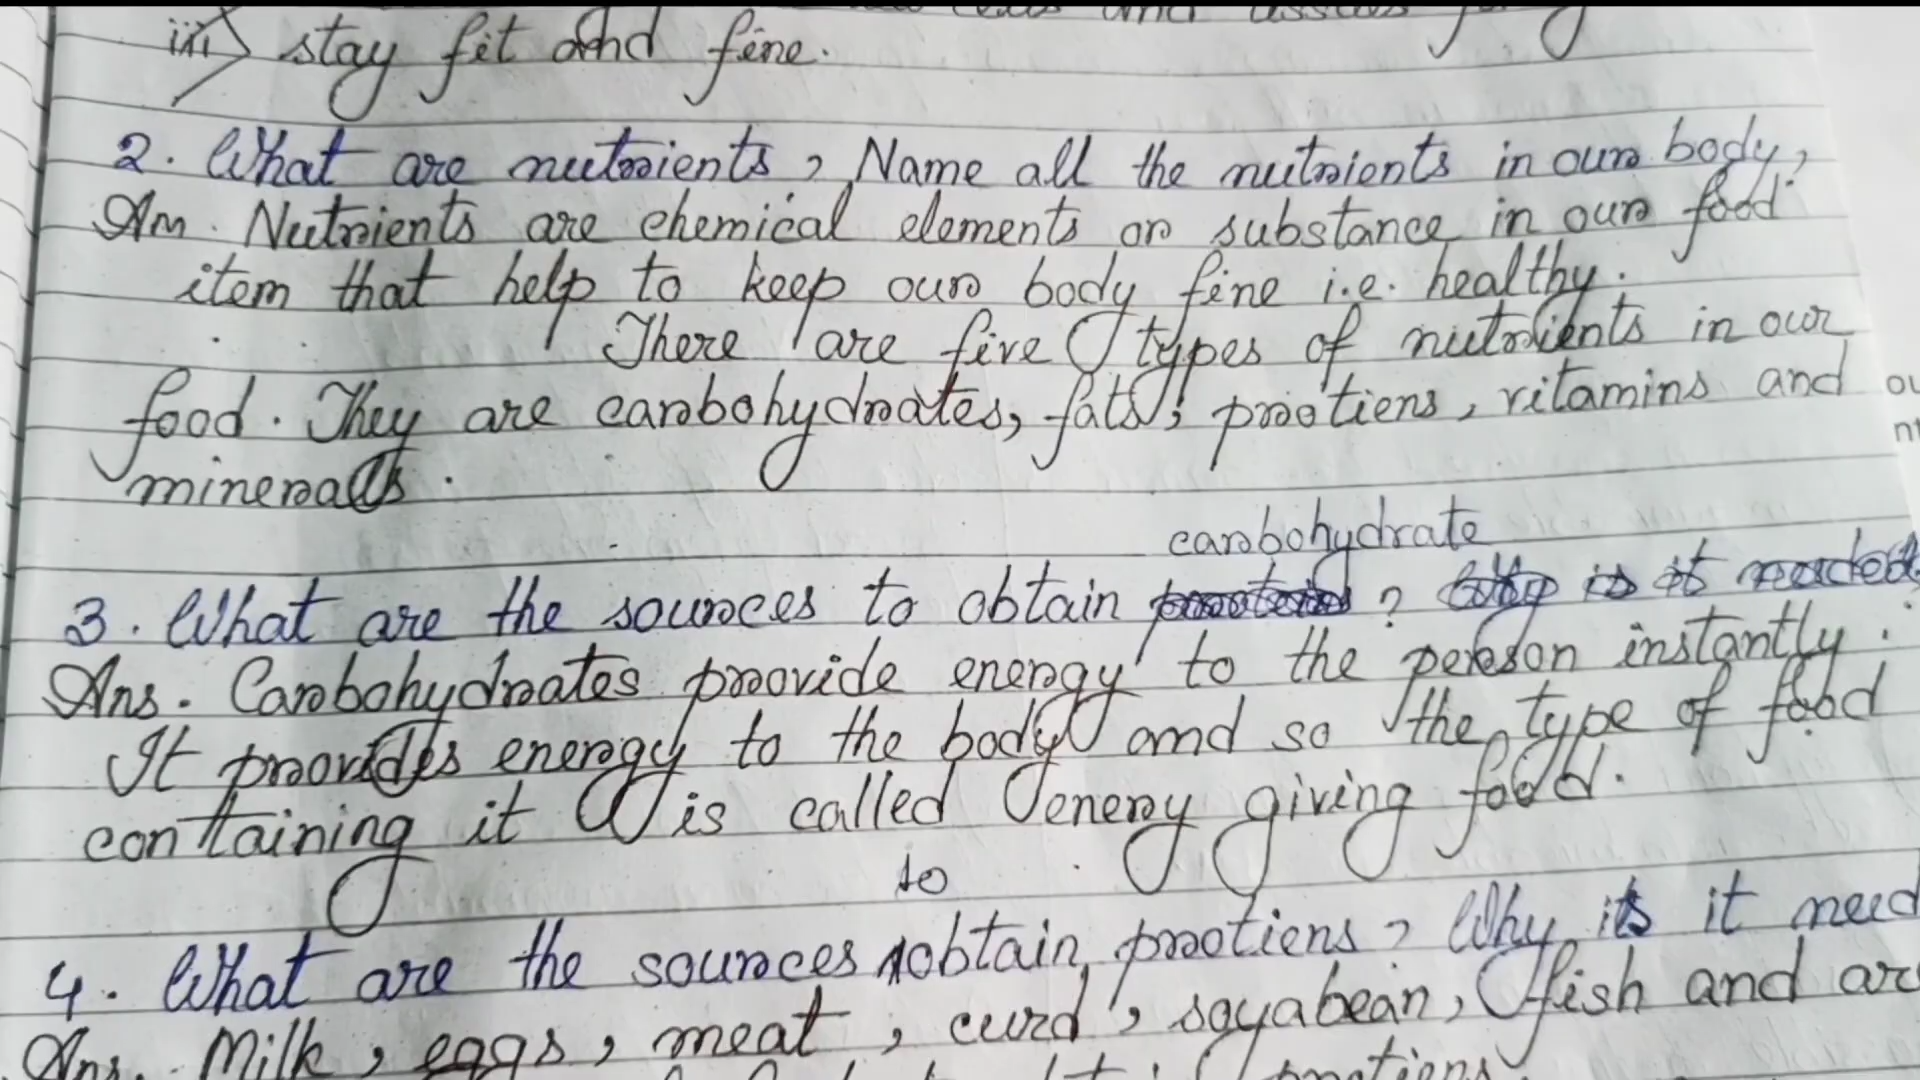 iii) stay fit and fine.
2. What are nutrients? Name all the nutrients in our body?
Ans. Nutrients are chemical elements or substance in our food
item that help to keep our body fine i.e. healthy.
There are five types of nutrients in our
food. They are carbohydrates, fats, protiens, vitamins and
minerals.
carbohydrate
3. What are the sources to obtain ?
Ans. Carbohydrates provide energy to the person instantly.
It provides energy to the body and so the type of food
containing it is called enery giving food.
to
4. What are the sources obtain protiens? Why is it need
Ans. Milk, eggs, meat, curd, soyabean, fish and are
protiens